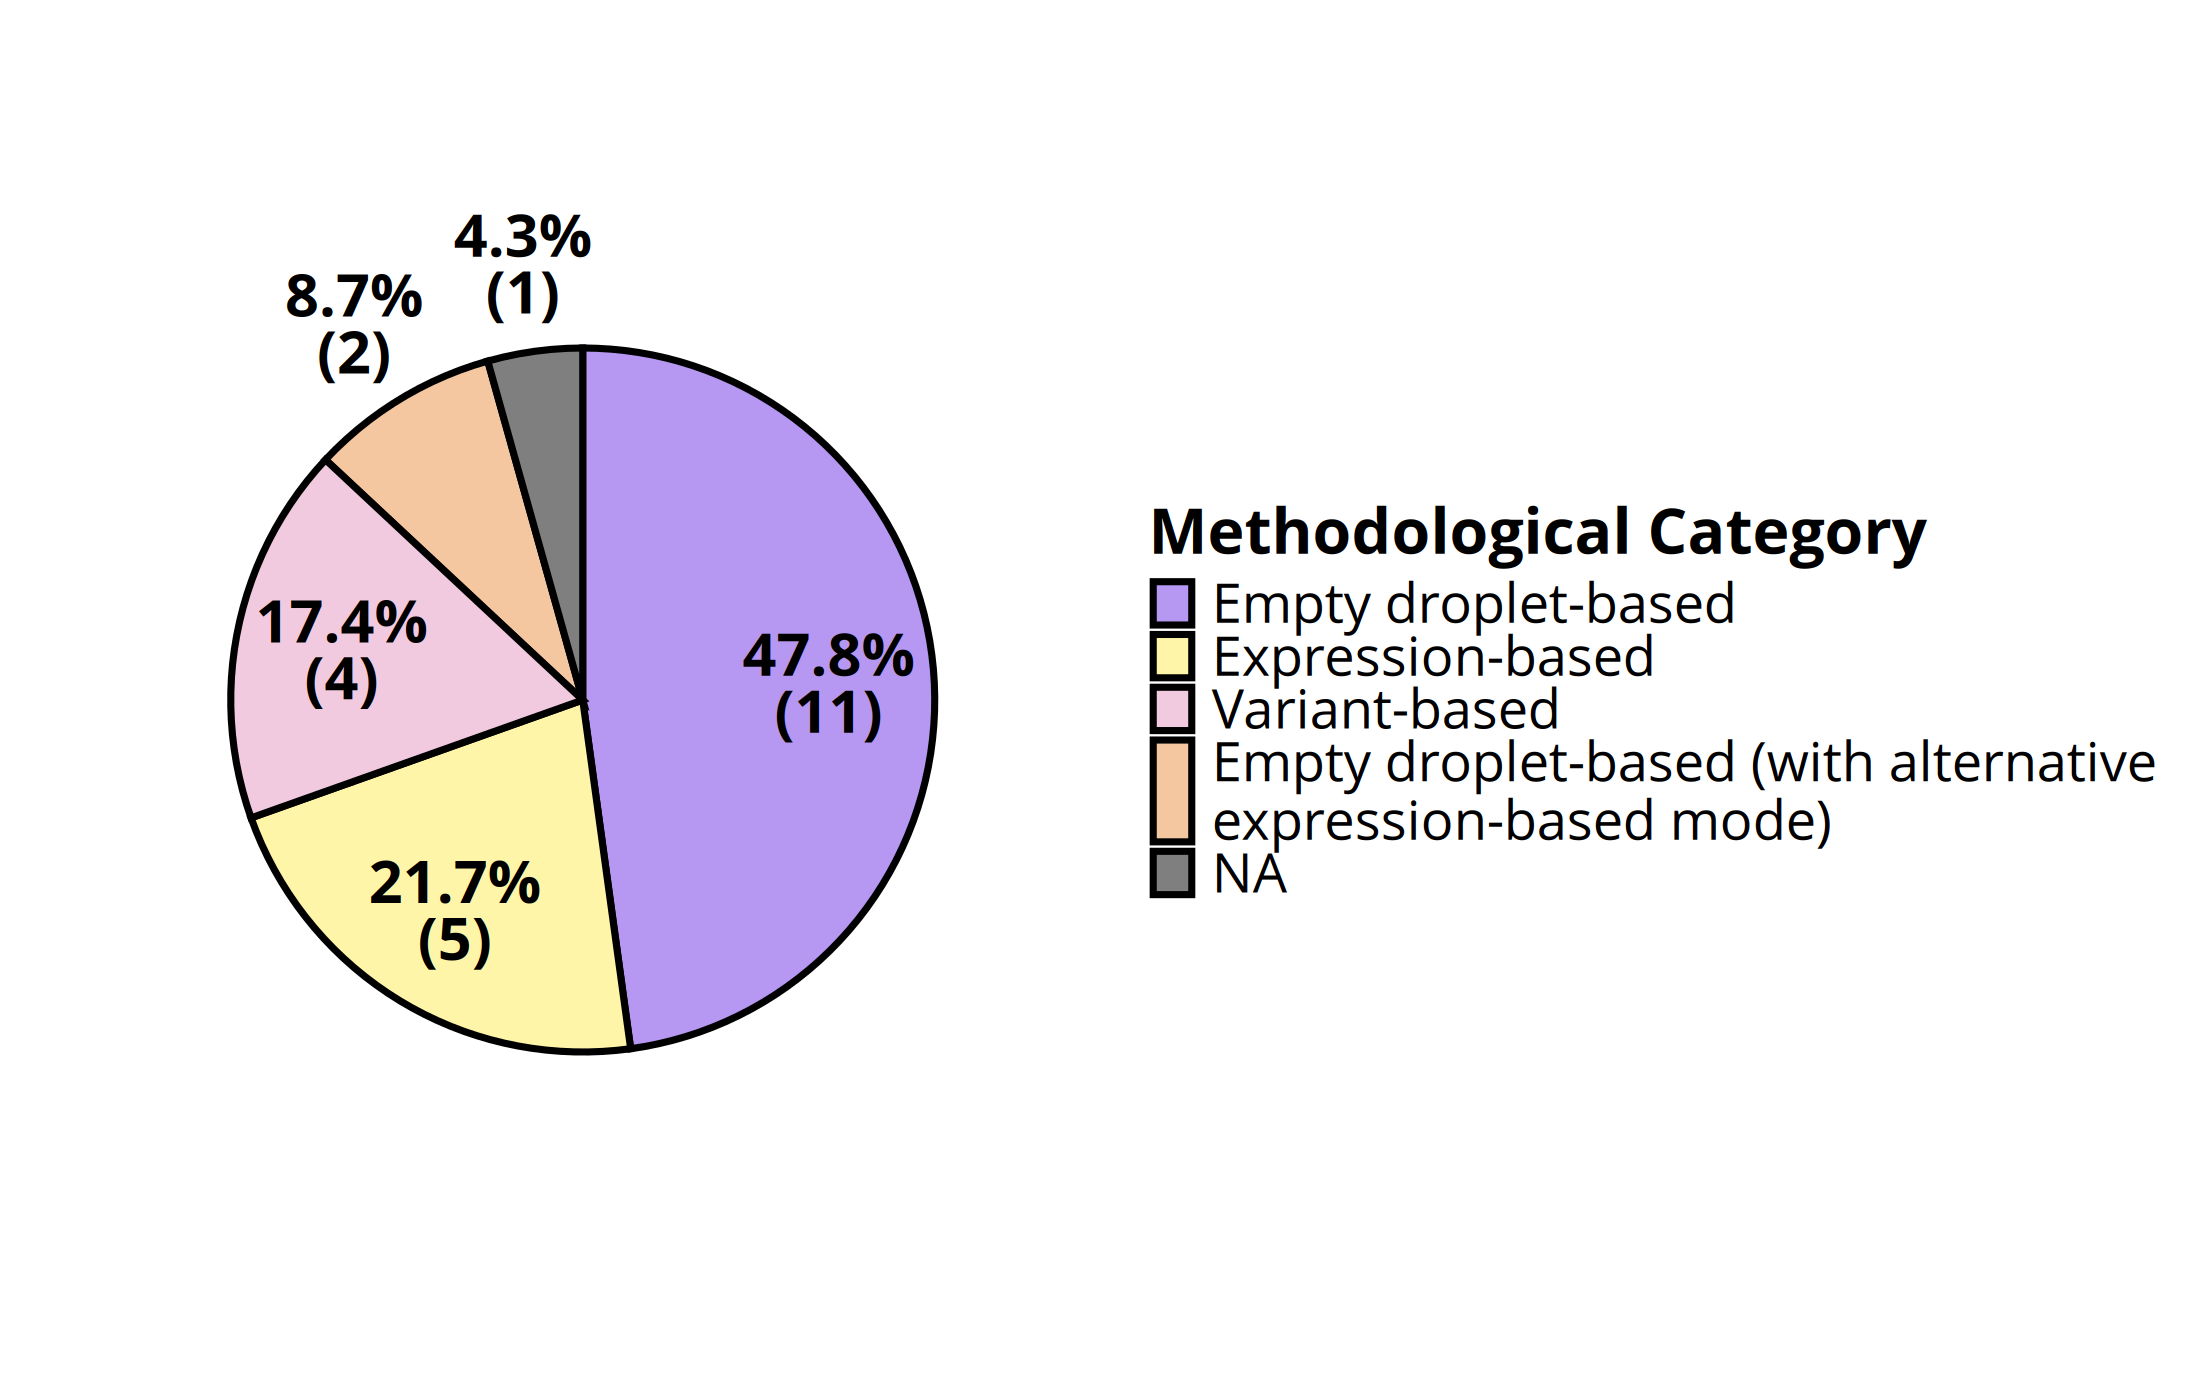 4.3%
(1)
8.7%
(2)
17.4%
(4)
47.8%
(11)
21.7%
(5)
Methodological Category
Empty droplet-based
Expression-based
Variant-based
Empty droplet-based (with alternative
expression-based mode)
NA